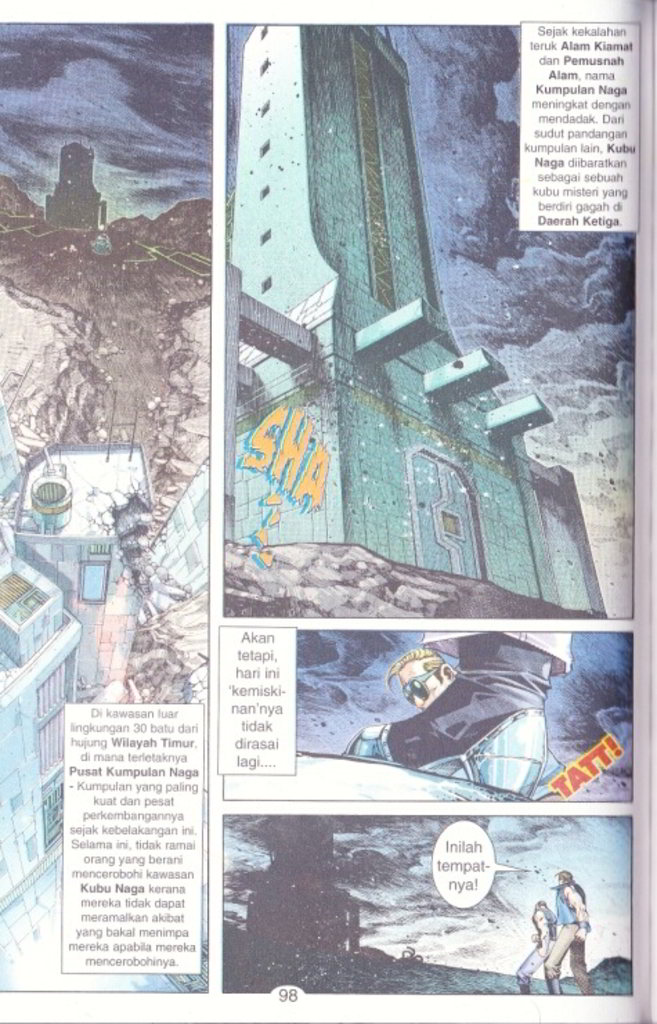 Di kawasan luar
lingkungan 30 batu dari
hujung Wilayah Timur,
di mana terletaknya
Pusat Kumpulan Naga
- Kumpulan yang paling
kuat dan pesat
perkembangannya
sejak kebelakangan ini.
Selama ini, tidak ramai
orang yang berani
mencerobohi kawasan
Kubu Naga kerana
mereka tidak dapat
meramalkan akibat
yang bakal menimpa
mereka apabila mereka
mencerobohinya.
Sejak kekalahan
teruk Alam Kiamat
dan Pemusnah
Alam, nama
Kumpulan Naga
meningkat dengan
mendadak. Dari
sudut pandangan
kumpulan lain, Kubu
Naga diibaratkan
sebagai sebuah
kubu misteri yang
berdiri gagah di
Daerah Ketiga.
SHA
Akan
tetapi,
hari ini
'kemiski-
nan'nya
tidak
dirasai
lagi....
TATT!
Inilah
tempat-
nya!
98